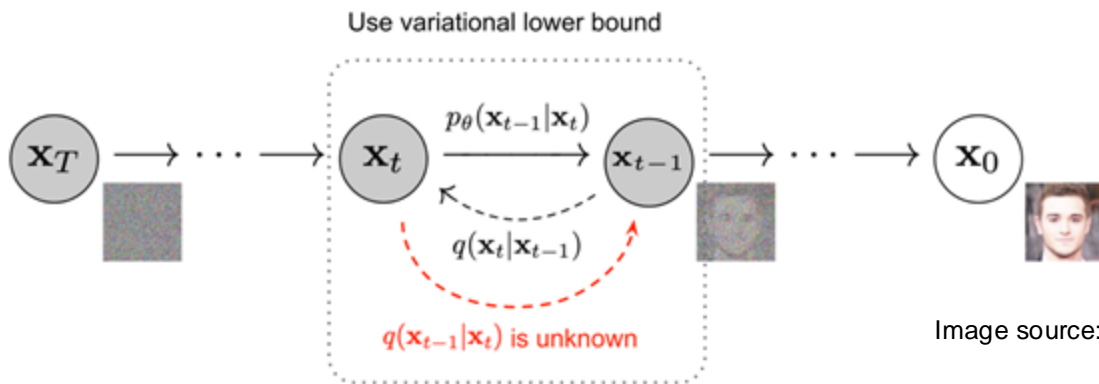 Use variational lower bound
p_θ(x_{t−1}|x_t)
x_T → ⋯ → x_t → x_{t−1} → ⋯ → x_0
q(x_t|x_{t−1})
q(x_{t−1}|x_t) is unknown
Image source: